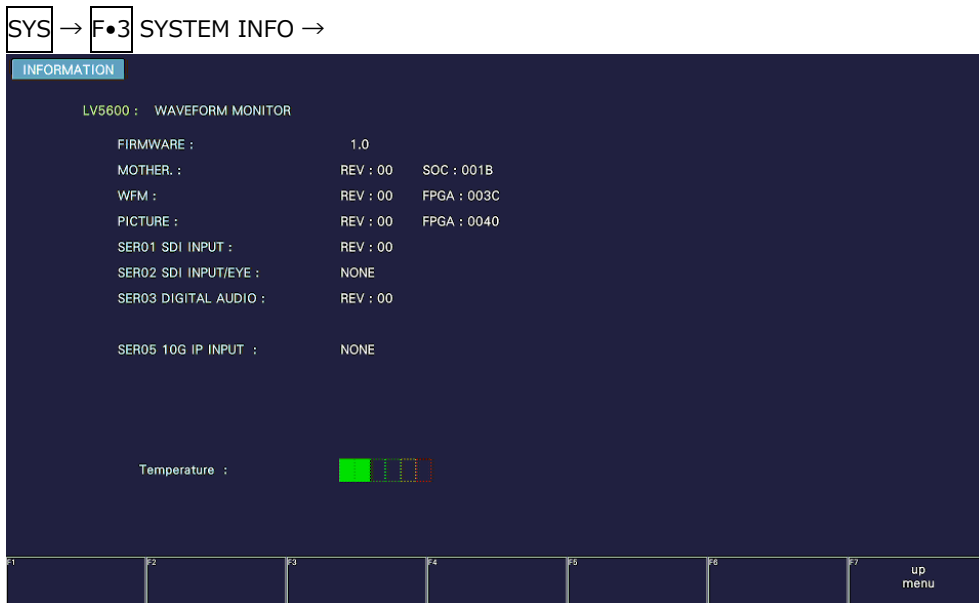 SYS → F•3 SYSTEM INFO →
INFORMATION
LV5600 : WAVEFORM MONITOR
FIRMWARE : 1.0
MOTHER. : REV : 00 SOC : 001B
WFM : REV : 00 FPGA : 003C
PICTURE : REV : 00 FPGA : 0040
SER01 SDI INPUT : REV : 00
SER02 SDI INPUT/EYE : NONE
SER03 DIGITAL AUDIO : REV : 00
SER05 10G IP INPUT : NONE
Temperature :
F1 F2 F3 F4 F5 F6 F7
up
menu